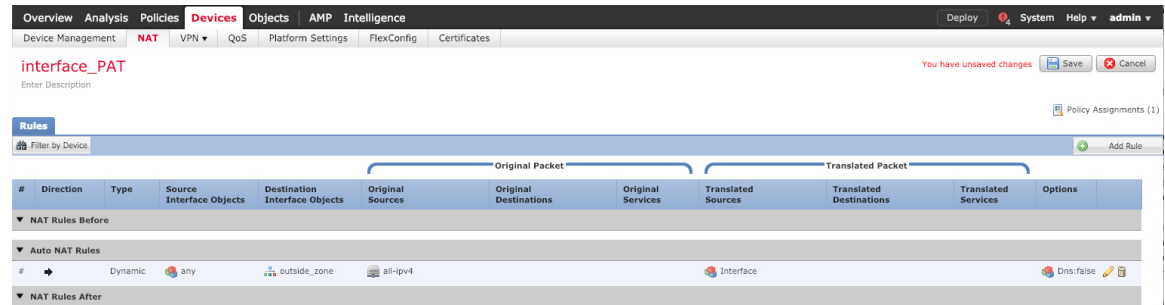 Overview Analysis Policies Devices Objects AMP Intelligence Deploy 4 System Help admin
Device Management NAT VPN QoS Platform Settings FlexConfig Certificates
interface_PAT
You have unsaved changes Save Cancel
Enter Description
Policy Assignments (1)
Rules
Filter by Device Add Rule
Original Packet Translated Packet
# Direction Type Source Interface Objects Destination Interface Objects Original Sources Original Destinations Original Services Translated Sources Translated Destinations Translated Services Options
NAT Rules Before
Auto NAT Rules
# Dynamic any outside_zone all-ipv4 Interface Dns:false
NAT Rules After